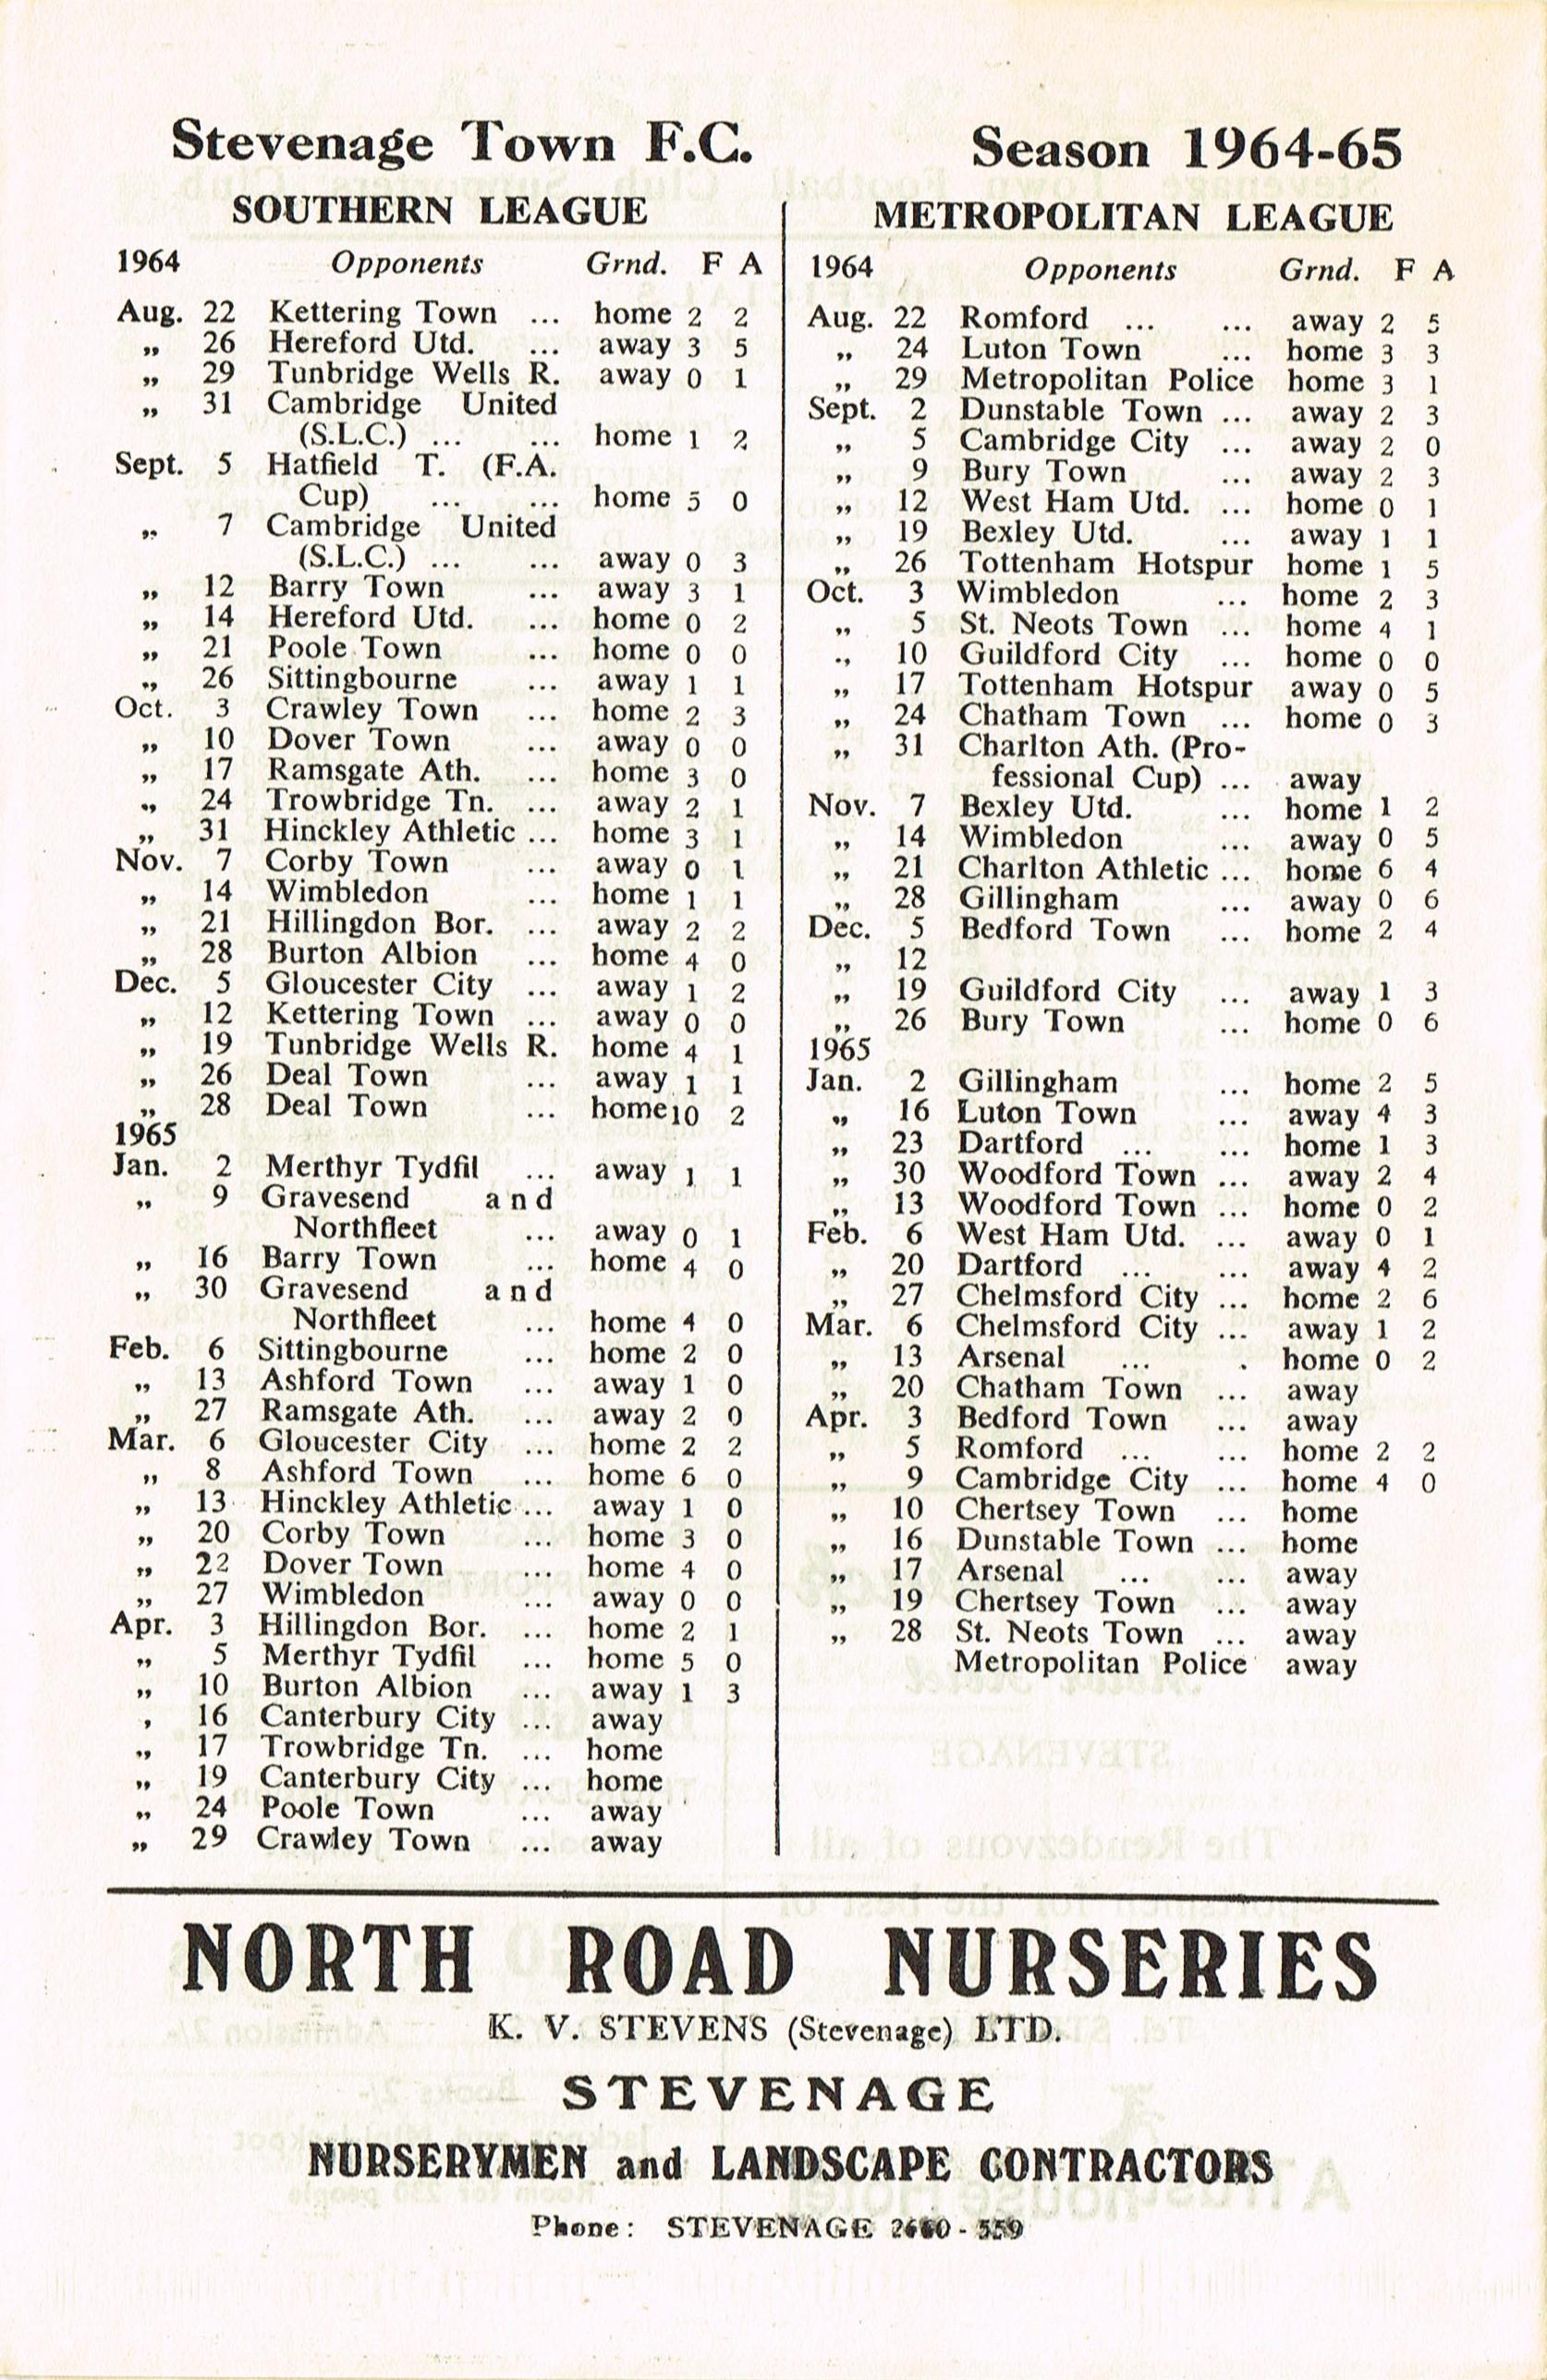 Stevenage Town F.C. Season 1964-65
SOUTHERN LEAGUE
1964 Opponents Grnd. F A
Aug. 22 Kettering Town ... home 2 2
„ 26 Hereford Utd. ... away 3 5
„ 29 Tunbridge Wells R. away 0 1
„ 31 Cambridge United
(S.L.C.) ... ... home 1 2
Sept. 5 Hatfield T. (F.A.
Cup) ... ... home 5 0
„ 7 Cambridge United
(S.L.C.) ... ... away 0 3
„ 12 Barry Town ... away 3 1
„ 14 Hereford Utd. ... home 0 2
„ 21 Poole Town ... home 0 0
„ 26 Sittingbourne ... away 1 1
Oct. 3 Crawley Town ... home 2 3
„ 10 Dover Town ... away 0 0
„ 17 Ramsgate Ath. ... home 3 0
„ 24 Trowbridge Tn. ... away 2 1
„ 31 Hinckley Athletic ... home 3 1
Nov. 7 Corby Town ... away 0 1
„ 14 Wimbledon ... home 1 1
„ 21 Hillingdon Bor. ... away 2 2
„ 28 Burton Albion ... home 4 0
Dec. 5 Gloucester City ... away 1 2
„ 12 Kettering Town ... away 0 0
„ 19 Tunbridge Wells R. home 4 1
„ 26 Deal Town ... away 1 1
„ 28 Deal Town ... home 10 2
1965
Jan. 2 Merthyr Tydfil ... away 1 1
„ 9 Gravesend and
Northfleet ... away 0 1
„ 16 Barry Town ... home 4 0
„ 30 Gravesend and
Northfleet ... home 4 0
Feb. 6 Sittingbourne ... home 2 0
„ 13 Ashford Town ... away 1 0
„ 27 Ramsgate Ath. ... away 2 0
Mar. 6 Gloucester City ... home 2 2
„ 8 Ashford Town ... home 6 0
„ 13 Hinckley Athletic ... away 1 0
„ 20 Corby Town ... home 3 0
„ 22 Dover Town ... home 4 0
„ 27 Wimbledon ... away 0 0
Apr. 3 Hillingdon Bor. ... home 2 1
„ 5 Merthyr Tydfil ... home 5 0
„ 10 Burton Albion ... away 1 3
, 16 Canterbury City ... away
„ 17 Trowbridge Tn. ... home
„ 19 Canterbury City ... home
„ 24 Poole Town ... away
„ 29 Crawley Town ... away
METROPOLITAN LEAGUE
1964 Opponents Grnd. F A
Aug. 22 Romford ... ... away 2 5
„ 24 Luton Town ... home 3 3
„ 29 Metropolitan Police home 3 1
Sept. 2 Dunstable Town ... away 2 3
„ 5 Cambridge City ... away 2 0
„ 9 Bury Town ... away 2 3
„ 12 West Ham Utd. ... home 0 1
„ 19 Bexley Utd. ... away 1 1
„ 26 Tottenham Hotspur home 1 5
Oct. 3 Wimbledon ... home 2 3
„ 5 St. Neots Town ... home 4 1
„ 10 Guildford City ... home 0 0
„ 17 Tottenham Hotspur away 0 5
„ 24 Chatham Town ... home 0 3
„ 31 Charlton Ath. (Pro-
fessional Cup) ... away
Nov. 7 Bexley Utd. ... home 1 2
„ 14 Wimbledon ... away 0 5
„ 21 Charlton Athletic ... home 6 4
„ 28 Gillingham ... away 0 6
Dec. 5 Bedford Town ... home 2 4
„ 12
„ 19 Guildford City ... away 1 3
„ 26 Bury Town ... home 0 6
1965
Jan. 2 Gillingham ... home 2 5
„ 16 Luton Town ... away 4 3
„ 23 Dartford ... ... home 1 3
„ 30 Woodford Town ... away 2 4
„ 13 Woodford Town ... home 0 2
Feb. 6 West Ham Utd. ... away 0 1
„ 20 Dartford ... ... away 4 2
„ 27 Chelmsford City ... home 2 6
Mar. 6 Chelmsford City ... away 1 2
„ 13 Arsenal ... . home 0 2
„ 20 Chatham Town ... away
Apr. 3 Bedford Town ... away
„ 5 Romford ... ... home 2 2
„ 9 Cambridge City ... home 4 0
„ 10 Chertsey Town ... home
„ 16 Dunstable Town ... home
„ 17 Arsenal ... ... away
„ 19 Chertsey Town ... away
„ 28 St. Neots Town ... away
Metropolitan Police away
NORTH ROAD NURSERIES
K. V. STEVENS (Stevenage) LTD.
STEVENAGE
NURSERYMEN and LANDSCAPE CONTRACTORS
Phone: STEVENAGE - 559